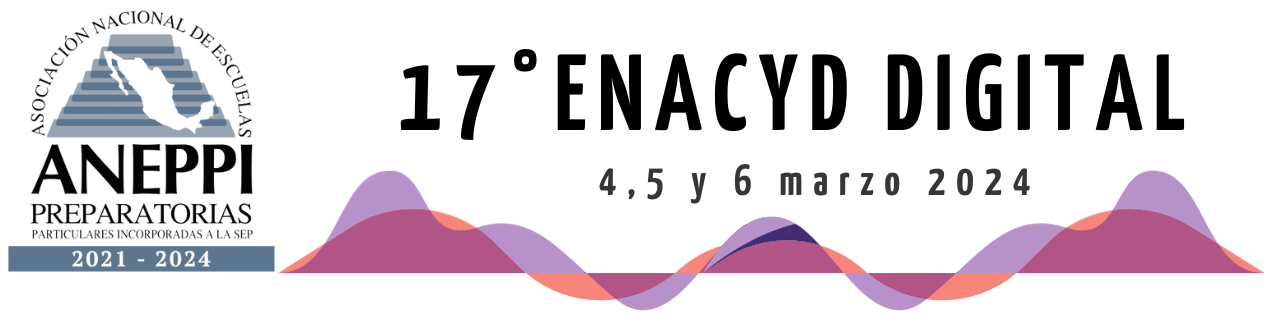 ASOCIACIÓN NACIONAL DE ESCUELAS
ANEPPI
PREPARATORIAS
PARTICULARES INCORPORADAS A LA SEP
2021 - 2024
17°ENACYD DIGITAL
4,5 y 6 marzo 2024